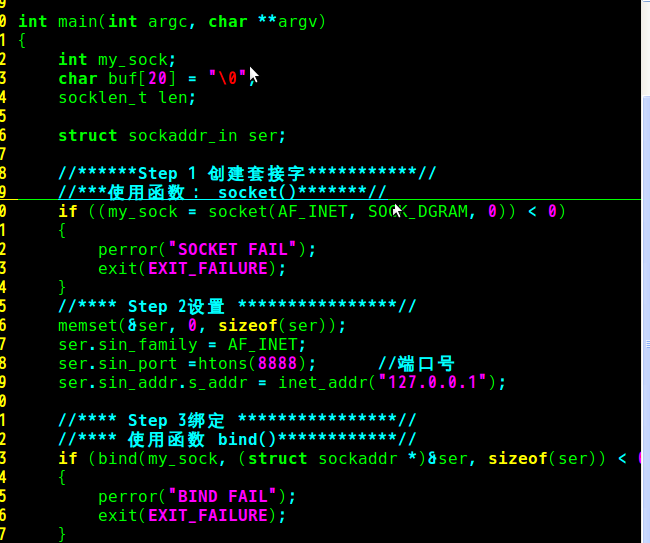 9
0 int main(int argc, char **argv)
1 {
2     int my_sock;
3     char buf[20] = "\0";
4     socklen_t len;
5
6     struct sockaddr_in ser;
7
8     //******Step 1 创建套接字***********//
9     //***使用函数： socket()*******//
0     if ((my_sock = socket(AF_INET, SOCK_DGRAM, 0)) < 0)
1     {
2         perror("SOCKET FAIL");
3         exit(EXIT_FAILURE);
4     }
5     //**** Step 2设置 ****************//
6     memset(&ser, 0, sizeof(ser));
7     ser.sin_family = AF_INET;
8     ser.sin_port =htons(8888);      //端口号
9     ser.sin_addr.s_addr = inet_addr("127.0.0.1");
0
1     //**** Step 3绑定 ****************//
2     //**** 使用函数 bind()************//
3     if (bind(my_sock, (struct sockaddr *)&ser, sizeof(ser)) <
4     {
5         perror("BIND FAIL");
6         exit(EXIT_FAILURE);
7     }